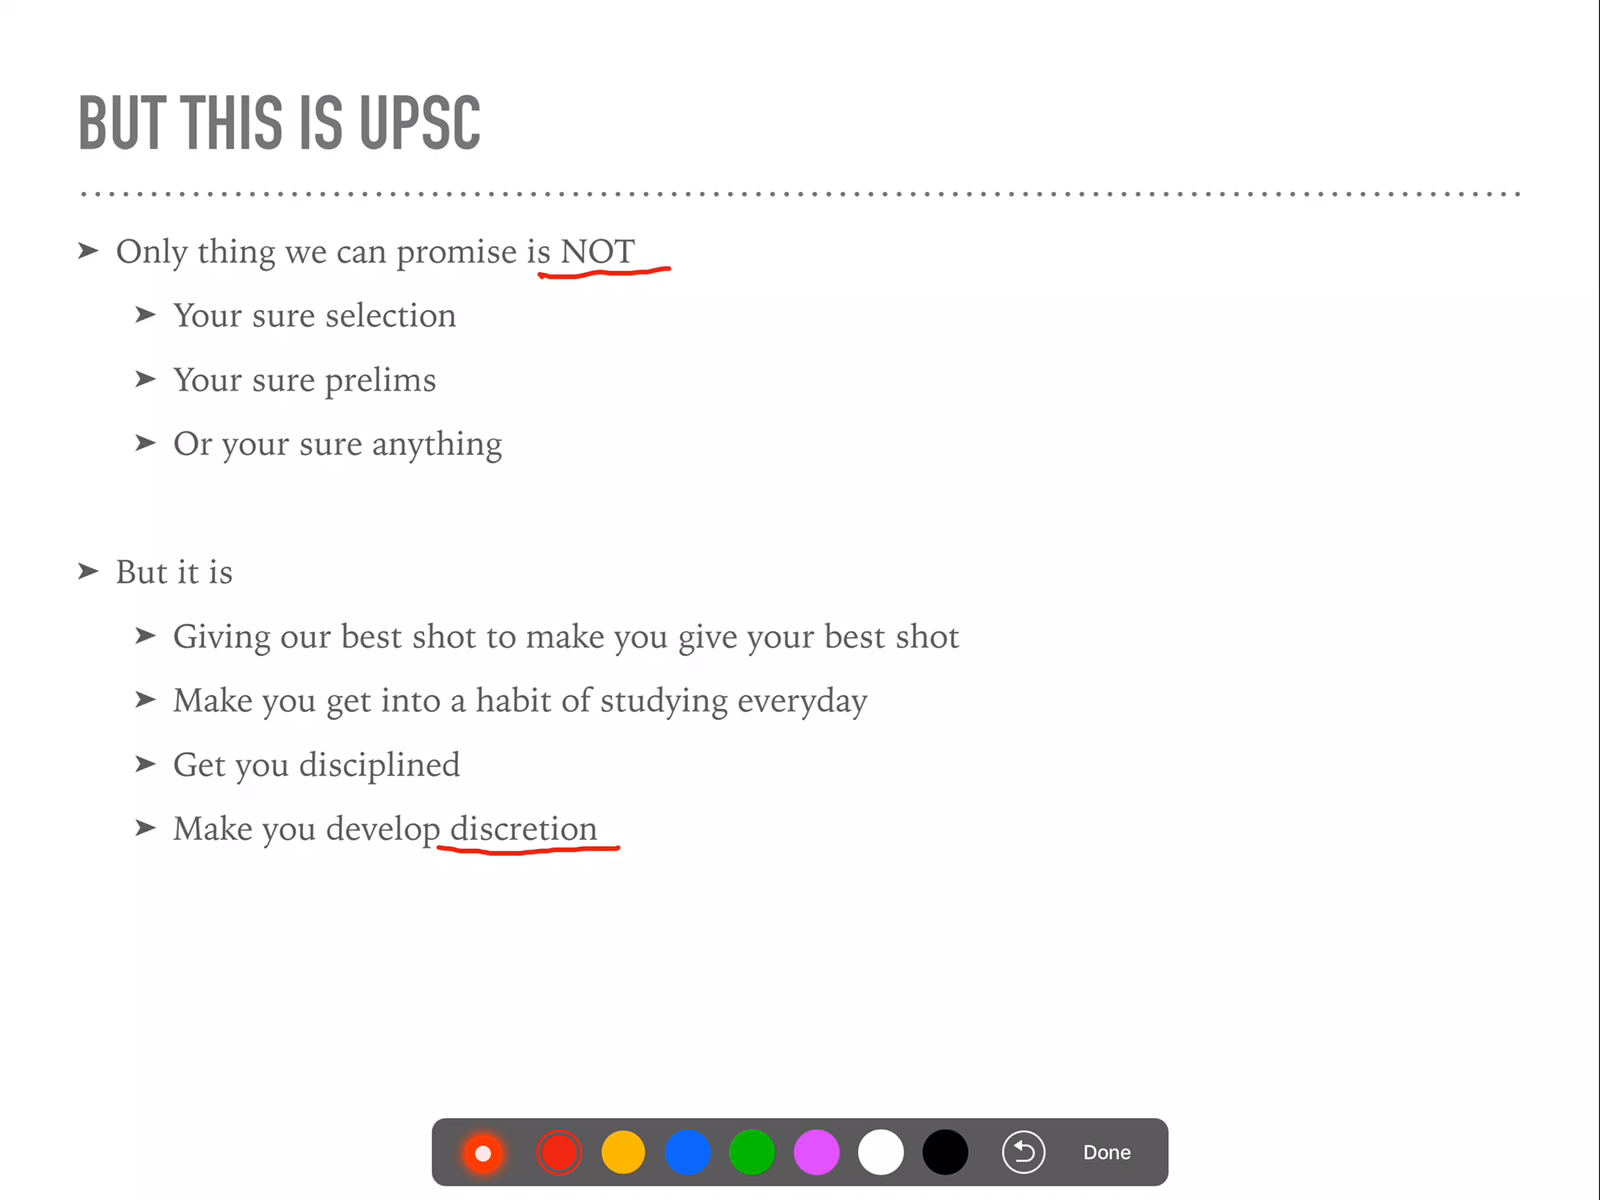 BUT THIS IS UPSC
➤ Only thing we can promise is NOT
➤ Your sure selection
➤ Your sure prelims
➤ Or your sure anything
➤ But it is
➤ Giving our best shot to make you give your best shot
➤ Make you get into a habit of studying everyday
➤ Get you disciplined
➤ Make you develop discretion
Done